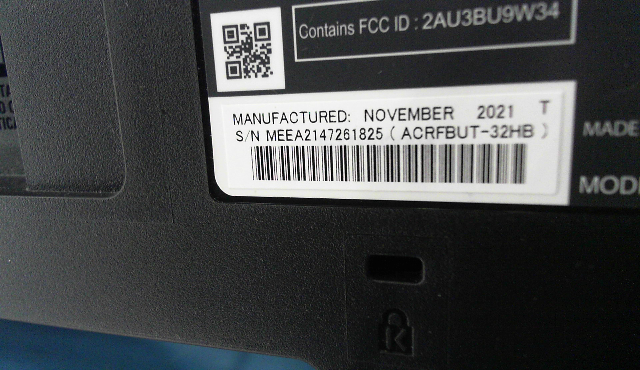 Contains FCC ID : 2AU3BU9W34
MANUFACTURED: NOVEMBER 2021 T
S/N MEEA2147261825 ( ACRFBUT-32HB )
MADE
MODE
K